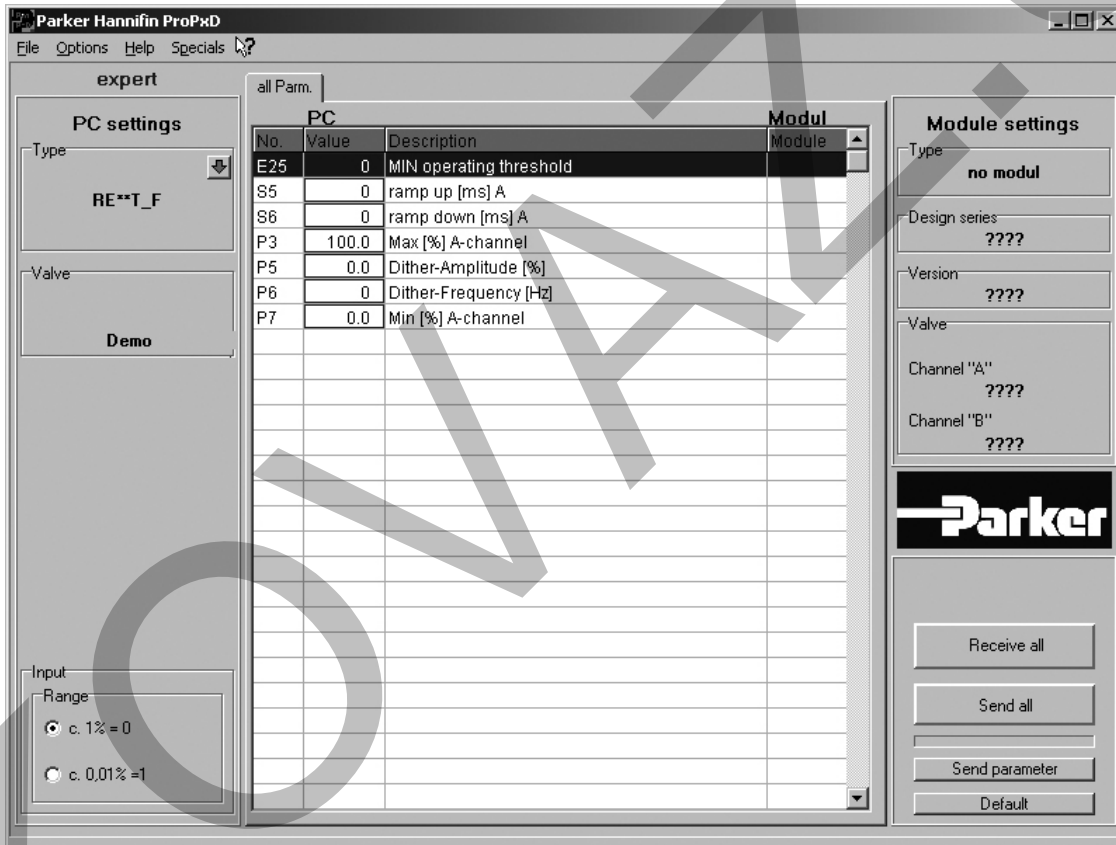 Parker Hannifin ProPxD
File Options Help Specials ?
expert
PC settings
Type
RE**T_F
Valve
Demo
Input
Range
c. 1% = 0
c. 0,01% =1
all Parm.
PC Modul
No. Value Description Module
E25 0 MIN operating threshold
S5 0 ramp up [ms] A
S6 0 ramp down [ms] A
P3 100.0 Max [%] A-channel
P5 0.0 Dither-Amplitude [%]
P6 0 Dither-Frequency [Hz]
P7 0.0 Min [%] A-channel
Module settings
Type
no modul
Design series
????
Version
????
Valve
Channel "A"
????
Channel "B"
????
Parker
Receive all
Send all
Send parameter
Default
OVAZ.